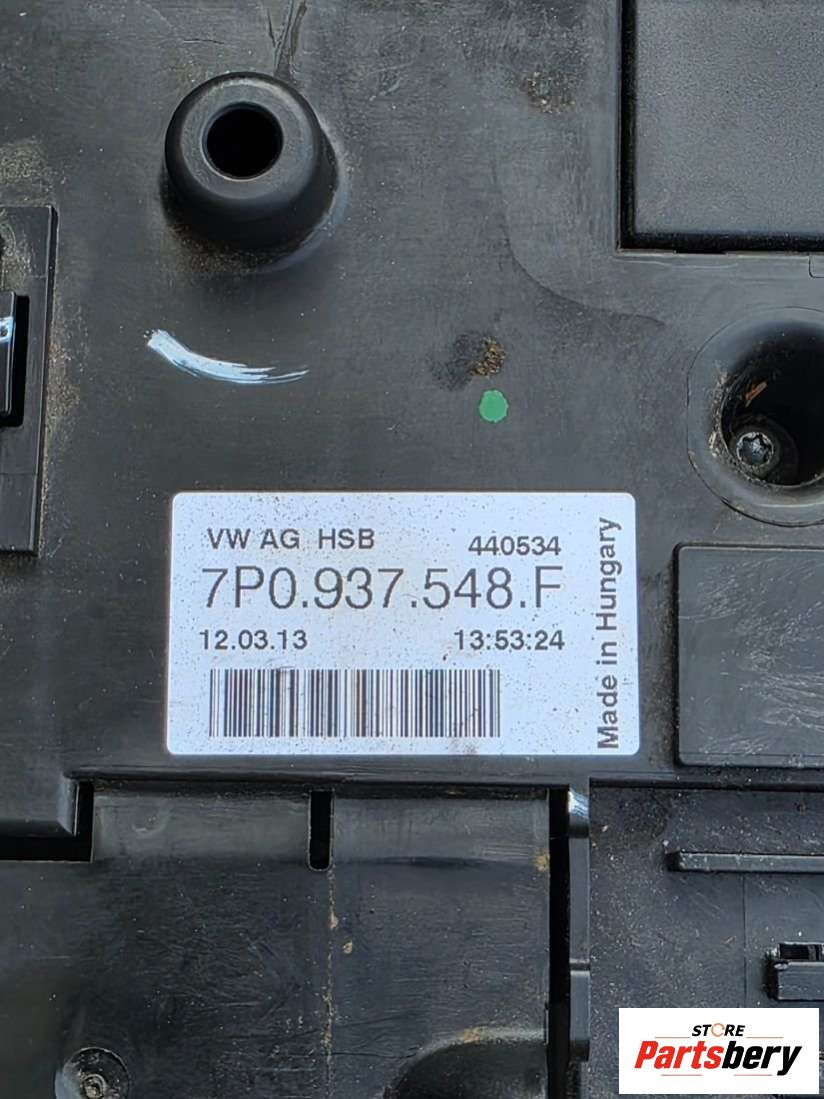 VW AG HSB 440534
7P0.937.548.F
12.03.13 13:53:24
Made in Hungary
STORE
Partsbery